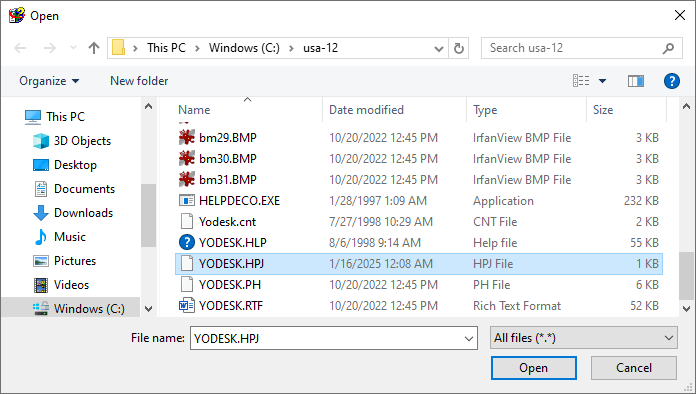 Open
This PC > Windows (C:) > usa-12
Search usa-12
Organize
New folder
Name Date modified Type Size
This PC
3D Objects
Desktop
Documents
Downloads
Music
Pictures
Videos
Windows (C:)
bm29.BMP 10/20/2022 12:45 PM IrfanView BMP File 3 KB
bm30.BMP 10/20/2022 12:45 PM IrfanView BMP File 3 KB
bm31.BMP 10/20/2022 12:45 PM IrfanView BMP File 3 KB
HELPDECO.EXE 1/28/1997 1:09 AM Application 232 KB
Yodesk.cnt 7/27/1998 10:29 AM CNT File 2 KB
YODESK.HLP 8/6/1998 9:14 AM Help file 55 KB
YODESK.HPJ 1/16/2025 12:08 AM HPJ File 1 KB
YODESK.PH 10/20/2022 12:45 PM PH File 6 KB
YODESK.RTF 10/20/2022 12:45 PM Rich Text Format 52 KB
File name: YODESK.HPJ
All files (*.*)
Open
Cancel